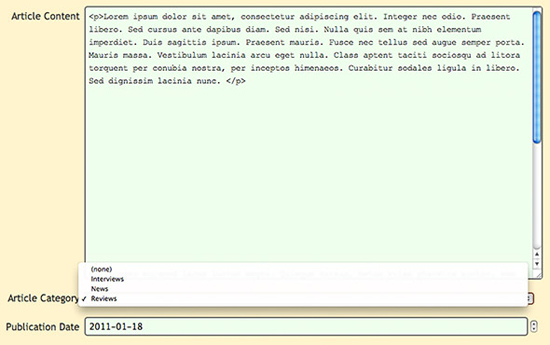 Article Content
<p>Lorem ipsum dolor sit amet, consectetur adipiscing elit. Integer nec odio. Praesent
libero. Sed cursus ante dapibus diam. Sed nisi. Nulla quis sem at nibh elementum
imperdiet. Duis sagittis ipsum. Praesent mauris. Fusce nec tellus sed augue semper porta.
Mauris massa. Vestibulum lacinia arcu eget nulla. Class aptent taciti sociosqu ad litora
torquent per conubia nostra, per inceptos himenaeos. Curabitur sodales ligula in libero.
Sed dignissim lacinia nunc. </p>
(none)
Interviews
News
Article Category ✓ Reviews
Publication Date 2011-01-18